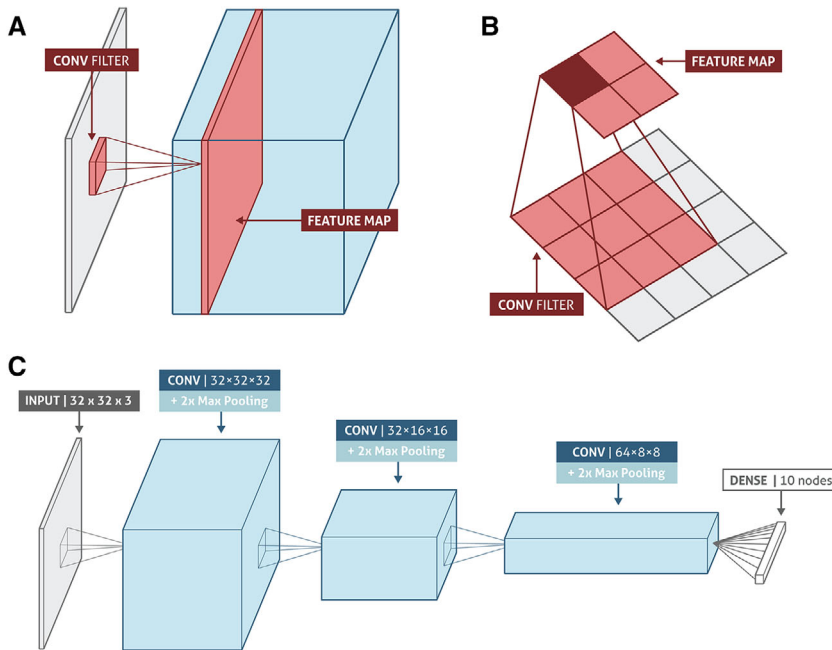 A
CONV FILTER
FEATURE MAP
B
FEATURE MAP
CONV FILTER
C
INPUT | 32 x 32 x 3
CONV | 32×32×32
+ 2x Max Pooling
CONV | 32×16×16
+ 2x Max Pooling
CONV | 64×8×8
+ 2x Max Pooling
DENSE | 10 nodes